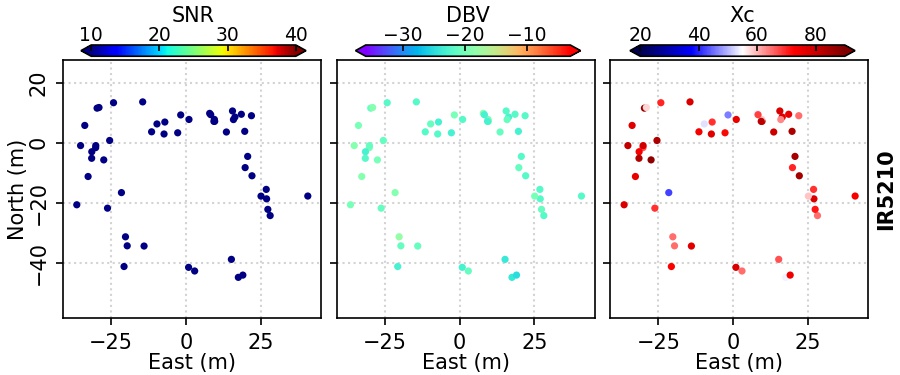 SNR DBV Xc
10 20 30 40 −30 −20 −10 20 40 60 80
20
0
−20
−40
North (m)
−25 0 25 −25 0 25 −25 0 25
East (m) East (m) East (m)
IR5210